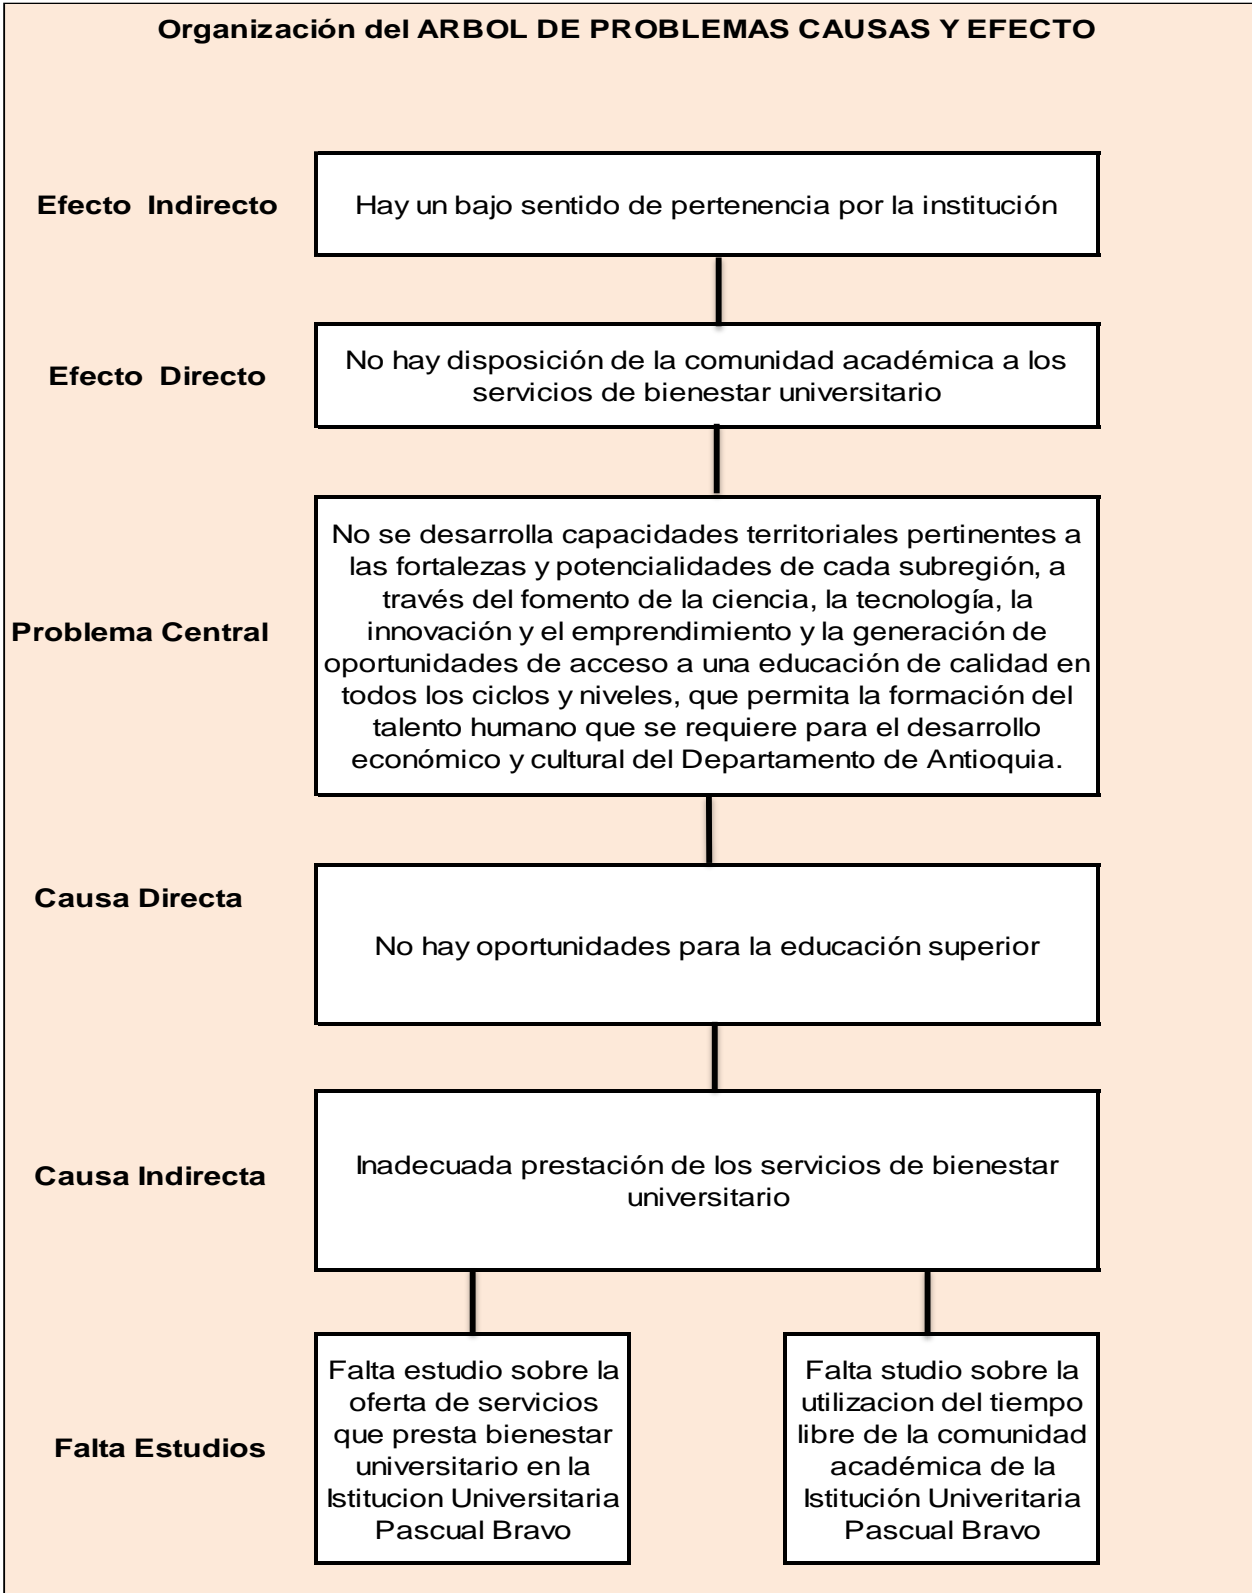 Organización del ARBOL DE PROBLEMAS CAUSAS Y EFECTO
Efecto Indirecto
Hay un bajo sentido de pertenencia por la institución
Efecto Directo
No hay disposición de la comunidad académica a los
servicios de bienestar universitario
Problema Central
No se desarrolla capacidades territoriales pertinentes a
las fortalezas y potencialidades de cada subregión, a
través del fomento de la ciencia, la tecnología, la
innovación y el emprendimiento y la generación de
oportunidades de acceso a una educación de calidad en
todos los ciclos y niveles, que permita la formación del
talento humano que se requiere para el desarrollo
económico y cultural del Departamento de Antioquia.
Causa Directa
No hay oportunidades para la educación superior
Causa Indirecta
Inadecuada prestación de los servicios de bienestar
universitario
Falta Estudios
Falta estudio sobre la
oferta de servicios
que presta bienestar
universitario en la
Istitucion Universitaria
Pascual Bravo
Falta studio sobre la
utilizacion del tiempo
libre de la comunidad
académica de la
Istitución Univeritaria
Pascual Bravo